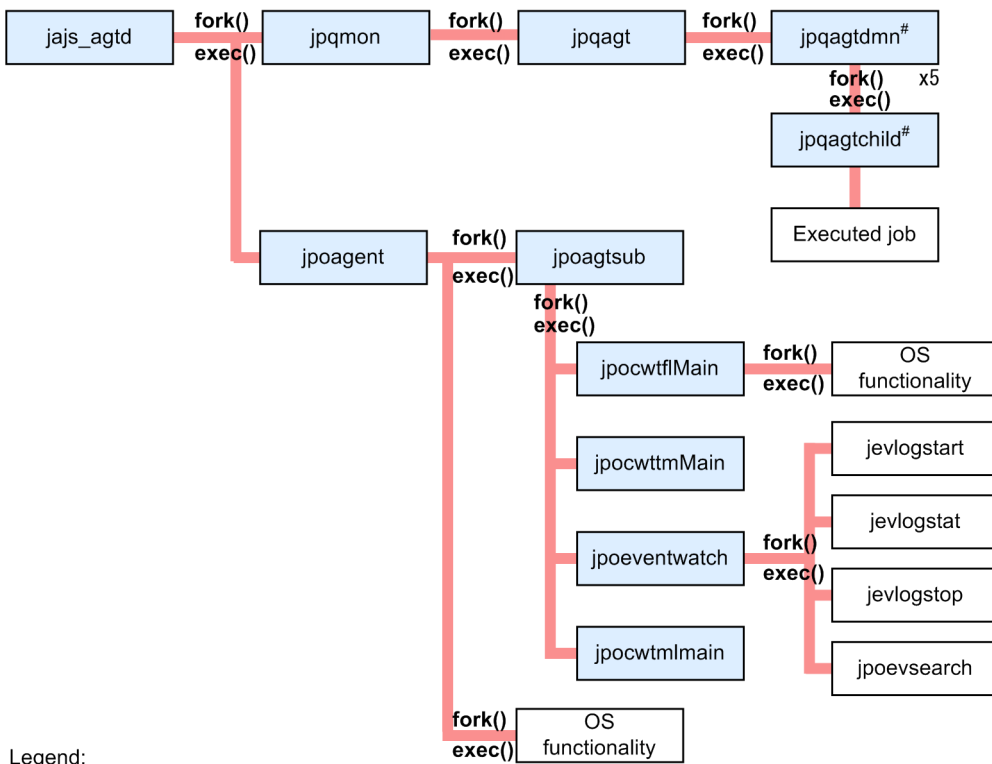 fork()
fork()
fork()
jajs_agtd
jpqmon
jpqagt
jpqagtdmn#
exec()
exec()
exec()
fork()
x5
exec()
jpqagtchild#
Executed job
fork()
jpoagent
jpoagtsub
exec()
fork()
exec()
fork()
jpocwtflMain
OS
functionality
exec()
jevlogstart
jpocwttmMain
jevlogstat
fork()
jpoeventwatch
exec()
jevlogstop
jpocwtmlmain
jpoevsearch
fork()
OS
functionality
exec()
Legend: